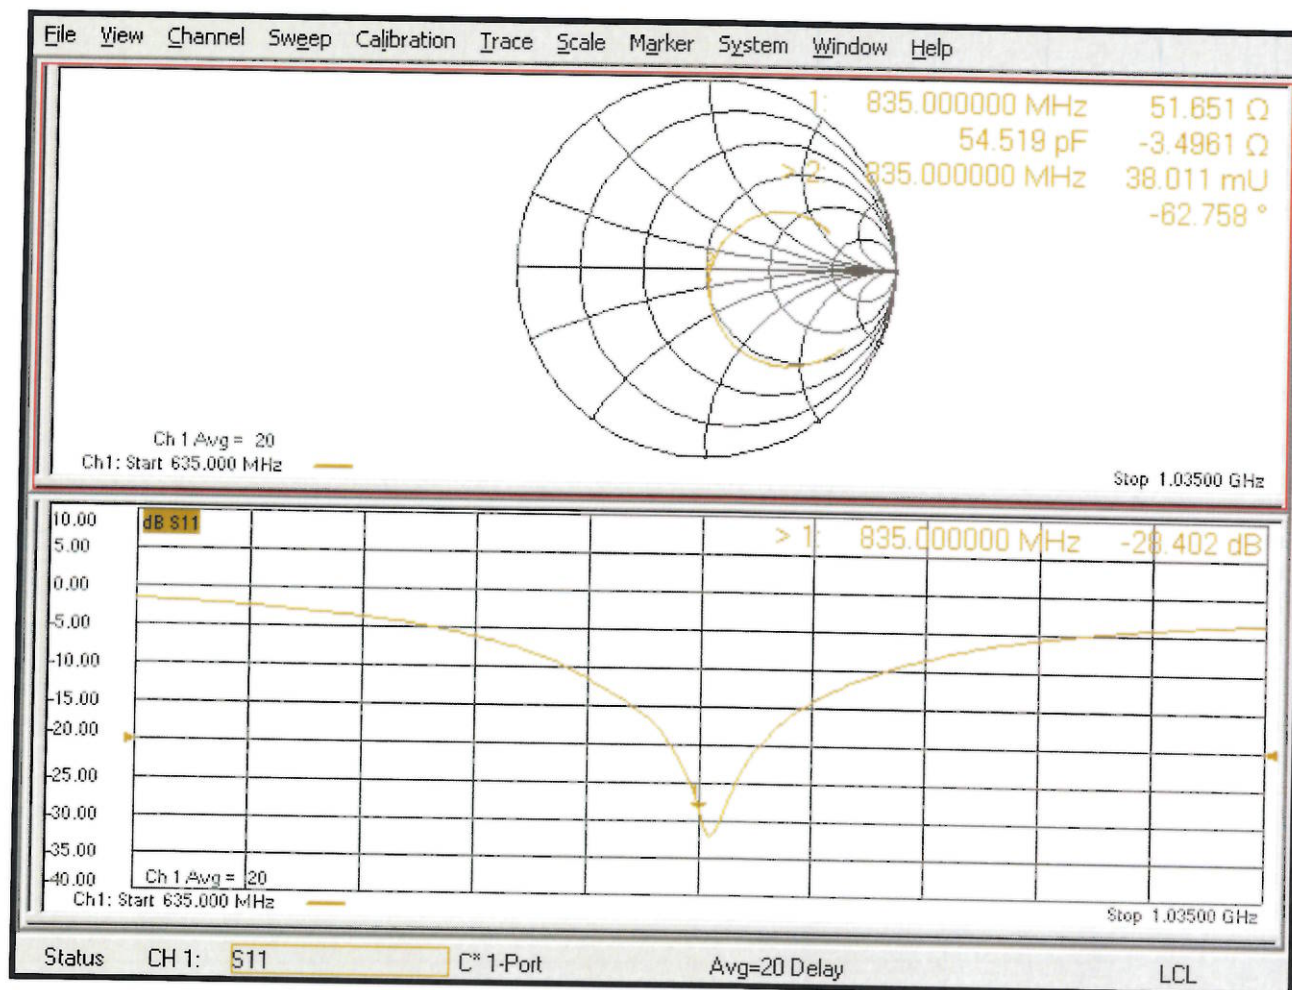 File View Channel Sweep Calibration Trace Scale Marker System Window Help
1: 835.000000 MHz 51.651 Ω
54.519 pF -3.4961 Ω
> 2: 835.000000 MHz 38.011 mU
-62.758 °
Ch 1 Avg = 20
Ch1: Start 635.000 MHz
Stop 1.03500 GHz
10.00
dB S11
> 1: 835.000000 MHz -28.402 dB
5.00
0.00
-5.00
-10.00
-15.00
-20.00
-25.00
-30.00
-35.00
-40.00
Ch 1 Avg = 20
Ch1: Start 635.000 MHz
Stop 1.03500 GHz
Status CH 1: S11 C* 1-Port Avg=20 Delay LCL